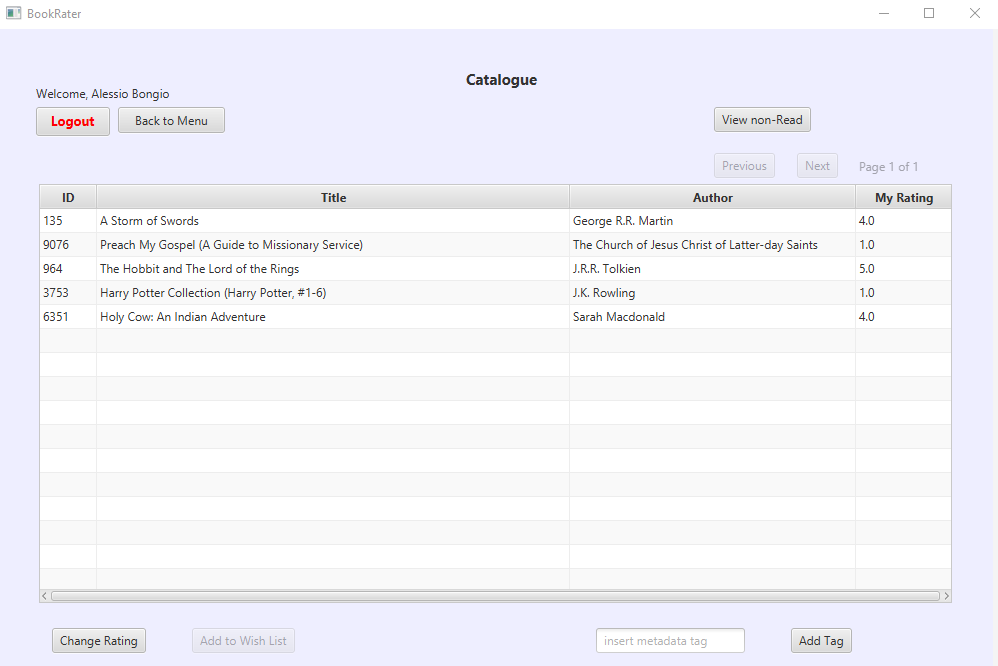 BookRater
Catalogue
Welcome, Alessio Bongio
Logout Back to Menu View non-Read
Previous Next Page 1 of 1
ID Title Author My Rating
135 A Storm of Swords George R.R. Martin 4.0
9076 Preach My Gospel (A Guide to Missionary Service) The Church of Jesus Christ of Latter-day Saints 1.0
964 The Hobbit and The Lord of the Rings J.R.R. Tolkien 5.0
3753 Harry Potter Collection (Harry Potter, #1-6) J.K. Rowling 1.0
6351 Holy Cow: An Indian Adventure Sarah Macdonald 4.0
Change Rating Add to Wish List insert metadata tag Add Tag